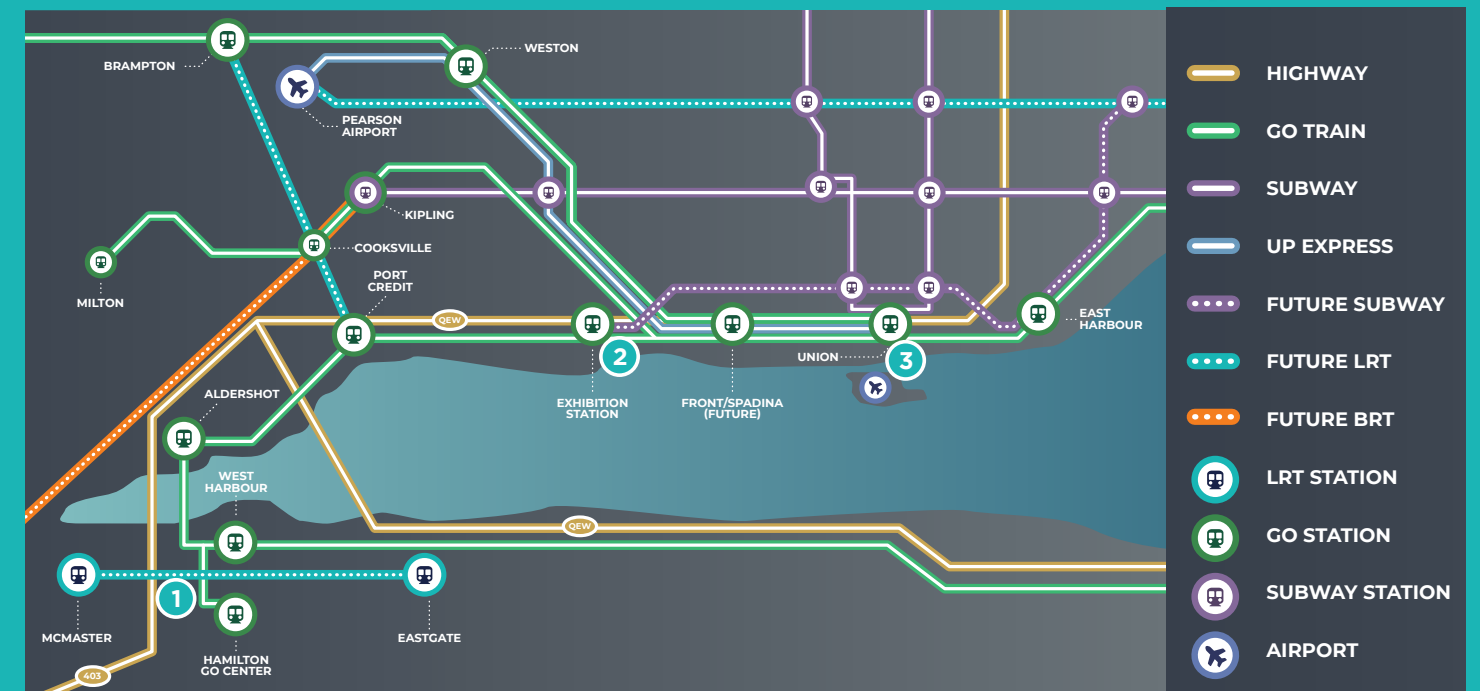 BRAMPTON
WESTON
PEARSON
AIRPORT
KIPLING
COOKSVILLE
PORT
CREDIT
MILTON
QEW
EAST
HARBOUR
UNION
2
3
ALDERSHOT
EXHIBITION
STATION
FRONT/SPADINA
(FUTURE)
WEST
HARBOUR
QEW
1
MCMASTER
EASTGATE
HAMILTON
GO CENTER
403
HIGHWAY
GO TRAIN
SUBWAY
UP EXPRESS
FUTURE SUBWAY
FUTURE LRT
FUTURE BRT
LRT STATION
GO STATION
SUBWAY STATION
AIRPORT